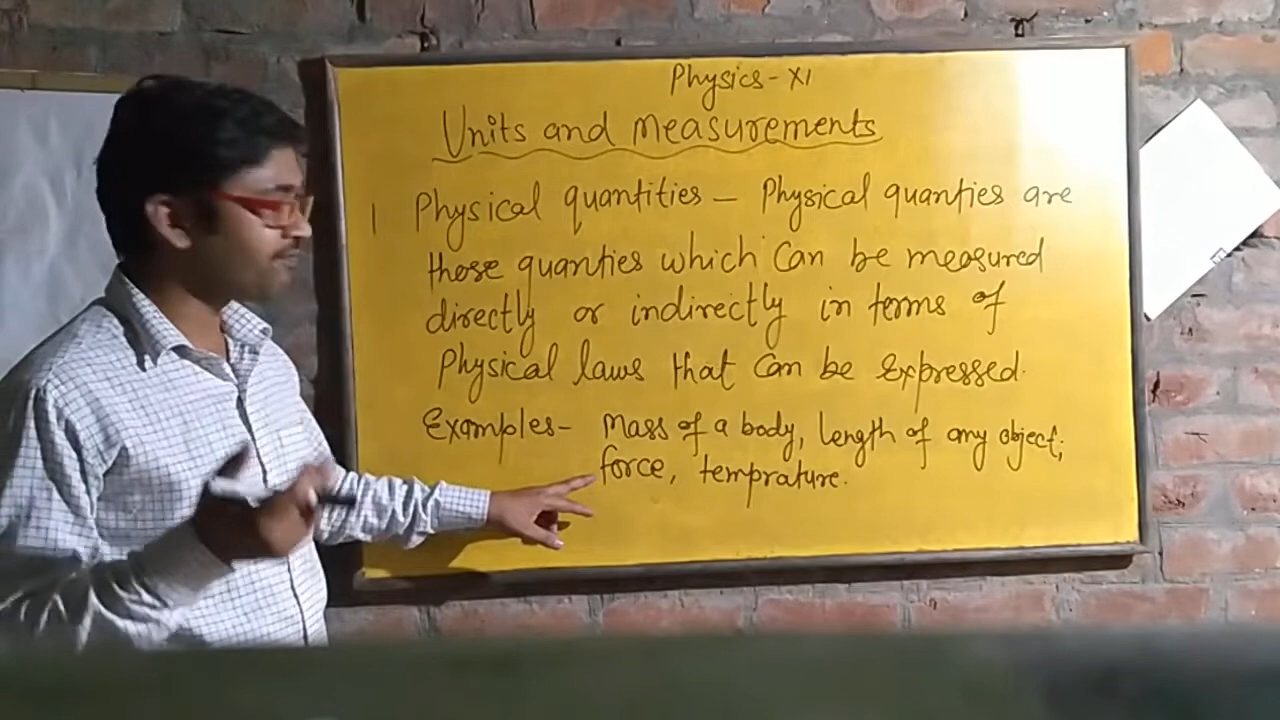 Physics - XI
Units and Measurements
1 Physical quantities - Physical quanties are
those quanties which can be measured
directly or indirectly in terms of
Physical laws that can be Expressed.
Examples - Mass of a body, length of any object,
force, temprature.